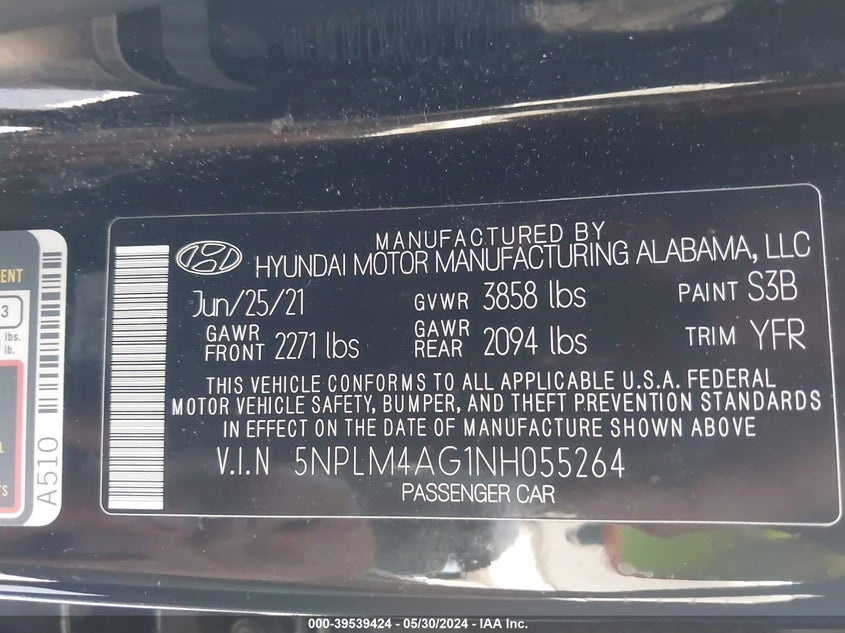 MANUFACTURED BY
HYUNDAI MOTOR MANUFACTURING ALABAMA, LLC
Jun/25/21 GVWR 3858 lbs PAINT S3B
GAWR FRONT 2271 lbs GAWR REAR 2094 lbs TRIM YFR
THIS VEHICLE CONFORMS TO ALL APPLICABLE U.S.A. FEDERAL
MOTOR VEHICLE SAFETY, BUMPER, AND THEFT PREVENTION STANDARDS
IN EFFECT ON THE DATE OF MANUFACTURE SHOWN ABOVE
V.I.N 5NPLM4AG1NH055264
PASSENGER CAR
3
lbs.
lb.
A510
000-39539424 - 05/30/2024 - IAA Inc.